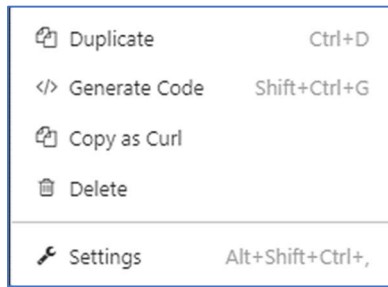 Duplicate Ctrl+D
</> Generate Code Shift+Ctrl+G
Copy as Curl
Delete
Settings Alt+Shift+Ctrl+,